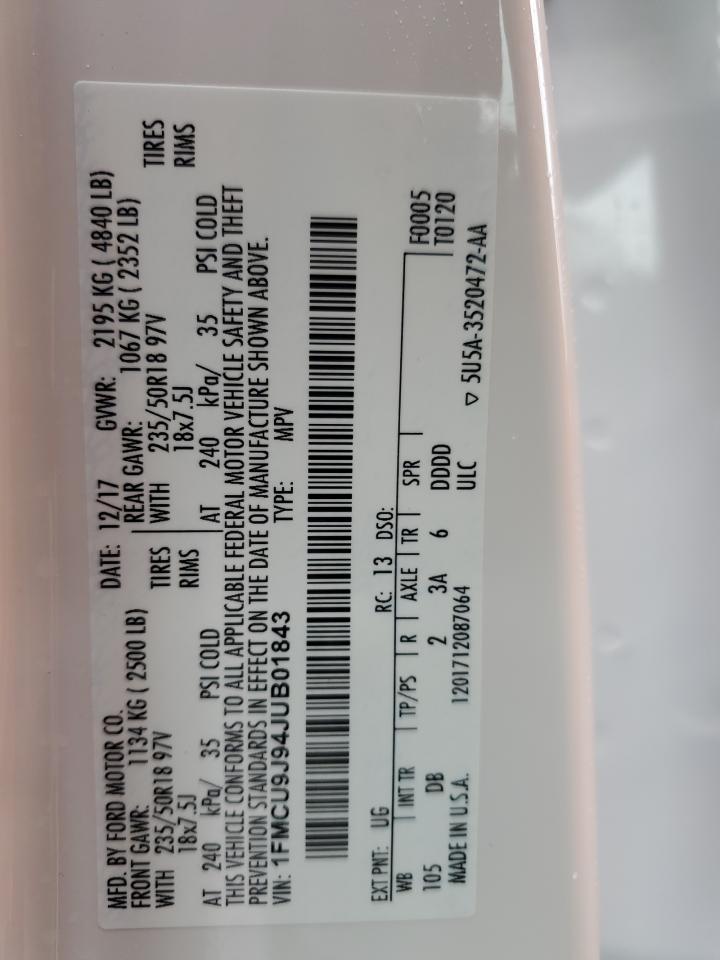 MFD. BY FORD MOTOR CO. DATE: 12/17 GVWR: 2195 KG ( 4840 LB)
FRONT GAWR: 1134 KG ( 2500 LB) REAR GAWR: 1067 KG ( 2352 LB)
WITH 235/50R18 97V TIRES WITH 235/50R18 97V TIRES
18x7.5J RIMS 18x7.5J RIMS
AT 240 kPa/ 35 PSI COLD AT 240 kPa/ 35 PSI COLD
THIS VEHICLE CONFORMS TO ALL APPLICABLE FEDERAL MOTOR VEHICLE SAFETY AND THEFT
PREVENTION STANDARDS IN EFFECT ON THE DATE OF MANUFACTURE SHOWN ABOVE.
VIN: 1FMCU9J94JUB01843 TYPE: MPV
EXT PNT: UG RC: 13 DSO:
WB INT TR TP/PS R AXLE TR SPR F0005
105 DB 2 3A 6 DDDD T0120
MADE IN U.S.A. 1201712087064 ULC ▽ 5U5A-3520472-AA